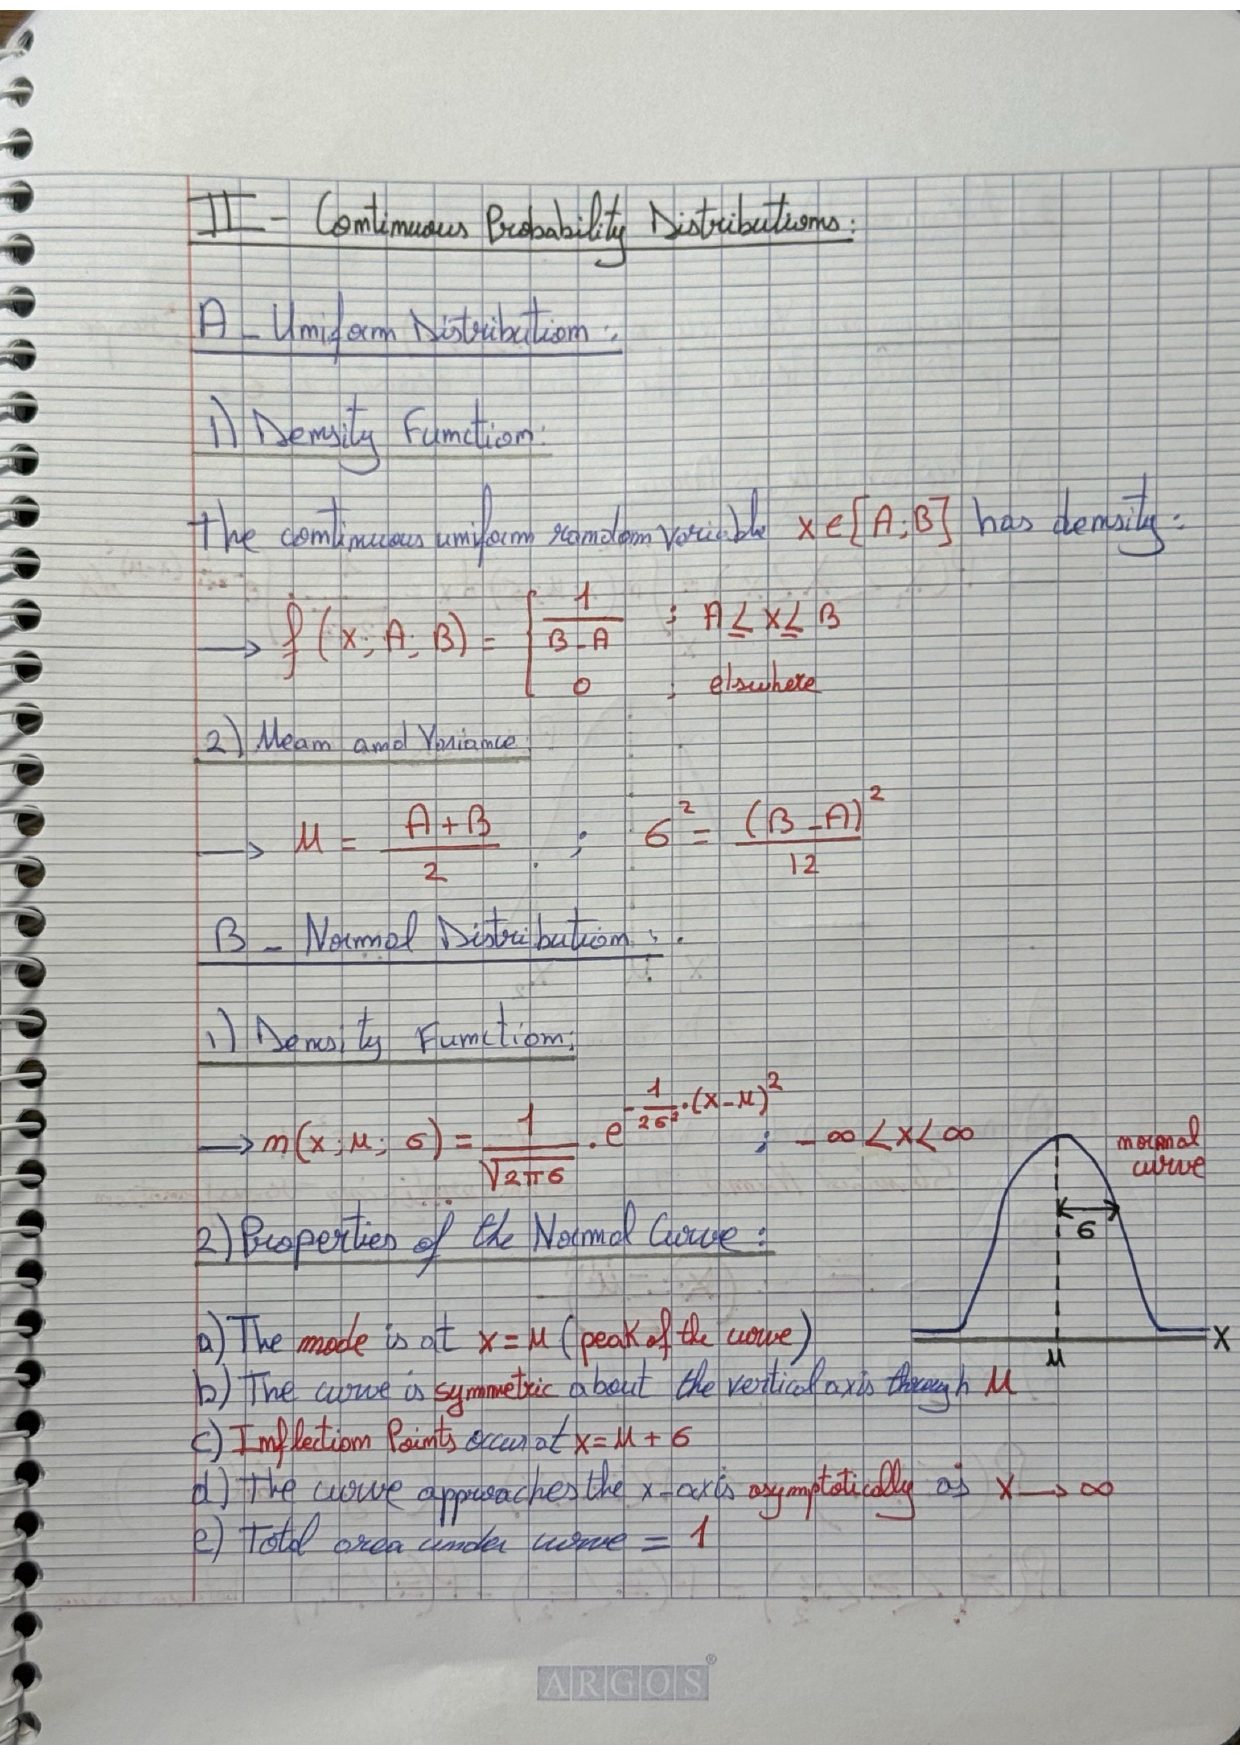 II - Continuous Probability Distributions:
A - Uniform Distribution:
1) Density Function:
The continuous uniform random variable x ∈ [A;B] has density:
→ f(x; A; B) = { 1/(B-A) ; A ≤ x ≤ B
0 ; elswhere
2) Mean and Variance
→ μ = (A+B)/2 ; σ² = (B-A)²/12
B - Normal Distribution:
1) Density Function:
→ n(x; μ; σ) = 1/√(2πσ) · e^(-1/(2σ²)·(x-μ)²) ; -∞ < x < ∞
normal
curve
σ
2) Properties of the Normal Curve:
a) The mode is at x = μ (peak of the curve)
x
μ
b) The curve is symmetric about the vertical axis through μ
c) Inflection Points occur at x = μ + σ
d) The curve approaches the x-axis asymptotically as x → ∞
e) Total area under curve = 1
ARGOS®